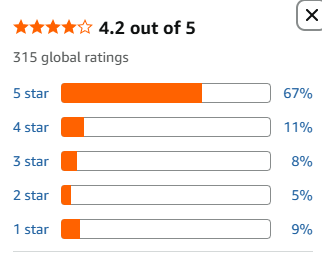 4.2 out of 5
315 global ratings
5 star 67%
4 star 11%
3 star 8%
2 star 5%
1 star 9%